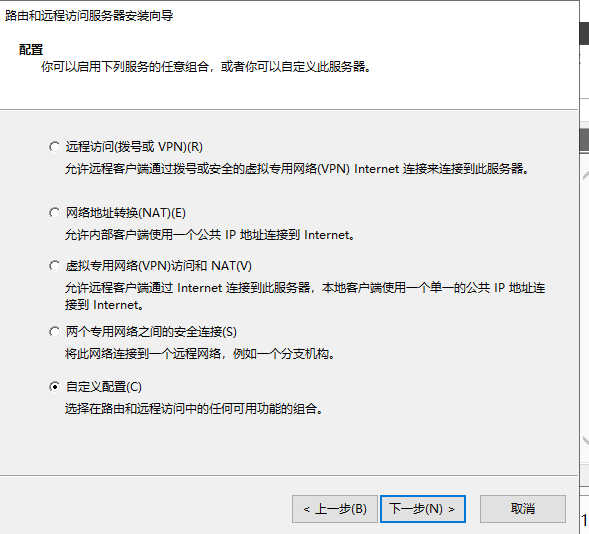 路由和远程访问服务器安装向导
配置
你可以启用下列服务的任意组合，或者你可以自定义此服务器。
远程访问(拨号或 VPN)(R)
允许远程客户端通过拨号或安全的虚拟专用网络(VPN) Internet 连接来连接到此服务器。
网络地址转换(NAT)(E)
允许内部客户端使用一个公共 IP 地址连接到 Internet。
虚拟专用网络(VPN)访问和 NAT(V)
允许远程客户端通过 Internet 连接到此服务器，本地客户端使用一个单一的公共 IP 地址连
接到 Internet。
两个专用网络之间的安全连接(S)
将此网络连接到一个远程网络，例如一个分支机构。
自定义配置(C)
选择在路由和远程访问中的任何可用功能的组合。
< 上一步(B) 下一步(N) > 取消
1